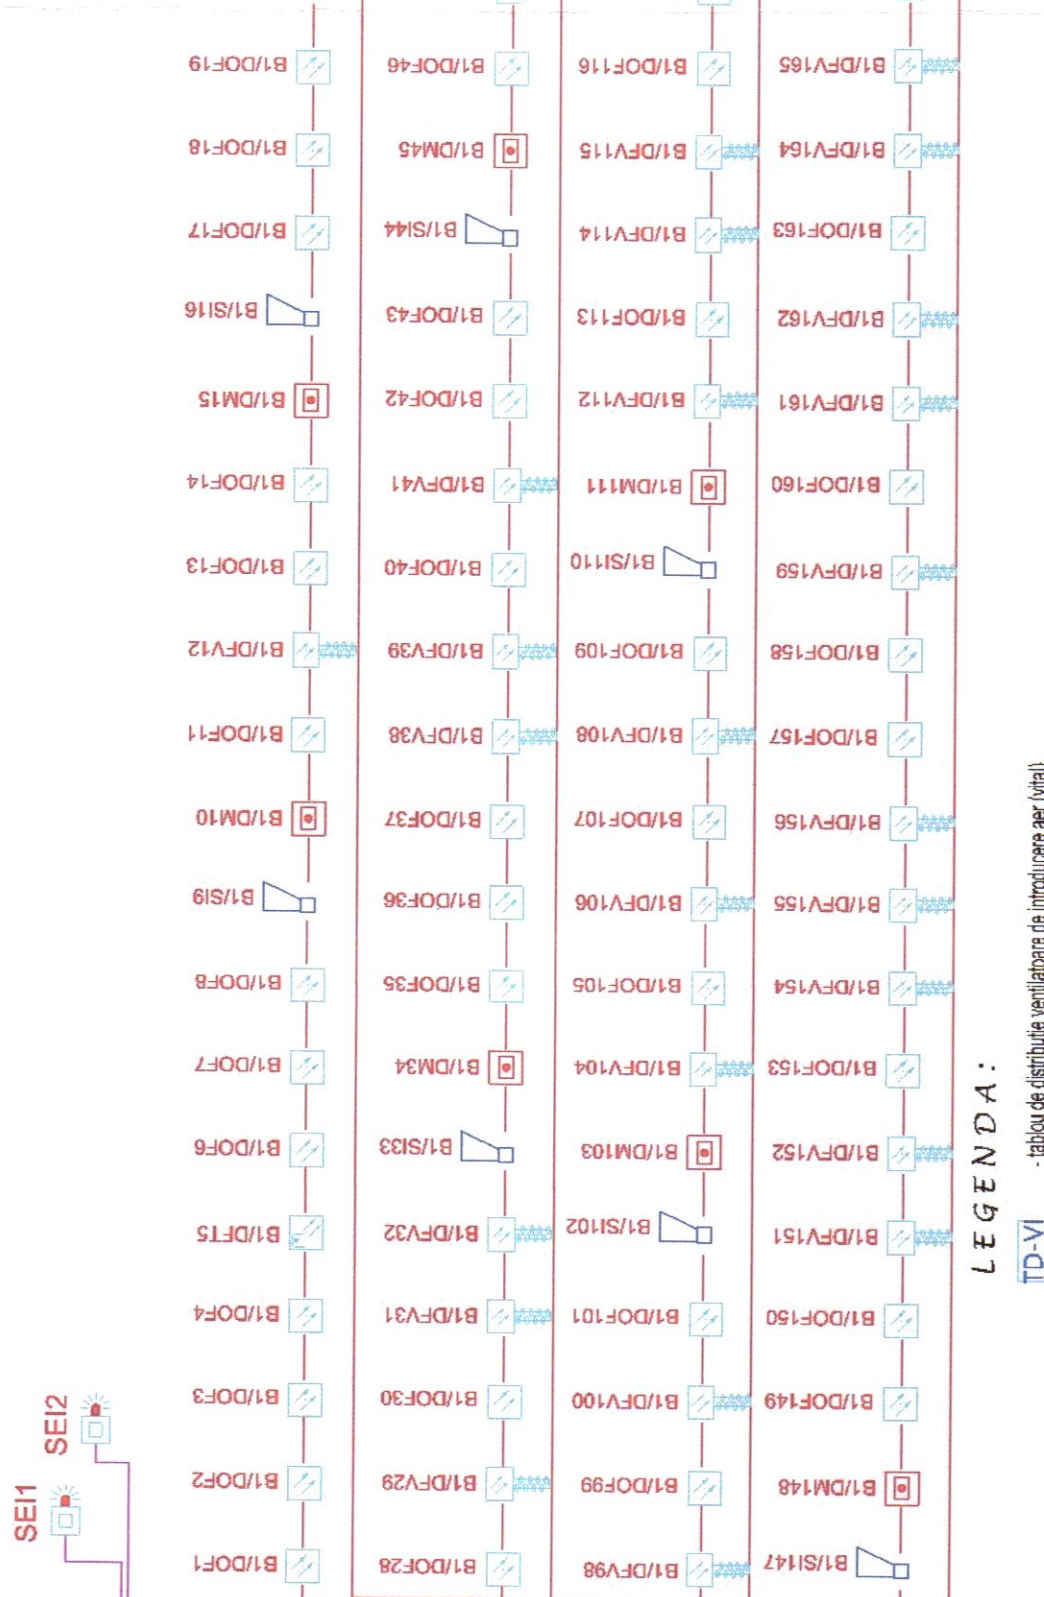 B1/DOF19
B1/DOF18
B1/DOF17
B1/SI16
B1/DM15
B1/DOF14
B1/DOF13
B1/DFV12
B1/DOF11
B1/DM10
B1/SI9
B1/DOF8
B1/DOF7
B1/DOF6
B1/DFT5
B1/DOF4
B1/DOF3
B1/DOF2
B1/DOF1
B1/DOF46
B1/DM45
B1/SI44
B1/DOF43
B1/DOF42
B1/DFV41
B1/DOF40
B1/DFV39
B1/DFV38
B1/DOF37
B1/DOF36
B1/DOF35
B1/DM34
B1/SI33
B1/DFV32
B1/DFV31
B1/DOF30
B1/DFV29
B1/DOF28
B1/DOF116
B1/DFV115
B1/DFV114
B1/DOF113
B1/DFV112
B1/DM111
B1/SI110
B1/DOF109
B1/DFV108
B1/DOF107
B1/DFV106
B1/DOF105
B1/DFV104
B1/DM103
B1/SI102
B1/DOF101
B1/DFV100
B1/DOF99
B1/DFV98
B1/DFV165
B1/DFV164
B1/DOF163
B1/DFV162
B1/DFV161
B1/DOF160
B1/DFV159
B1/DOF158
B1/DOF157
B1/DFV156
B1/DFV155
B1/DFV154
B1/DOF153
B1/DFV152
B1/DFV151
B1/DOF150
B1/DOF149
B1/DM148
B1/SI147
SEI1
SEI2
LEGENDA:
TD-VI - tablou de distributie ventilatoare de introducere aer (vital)